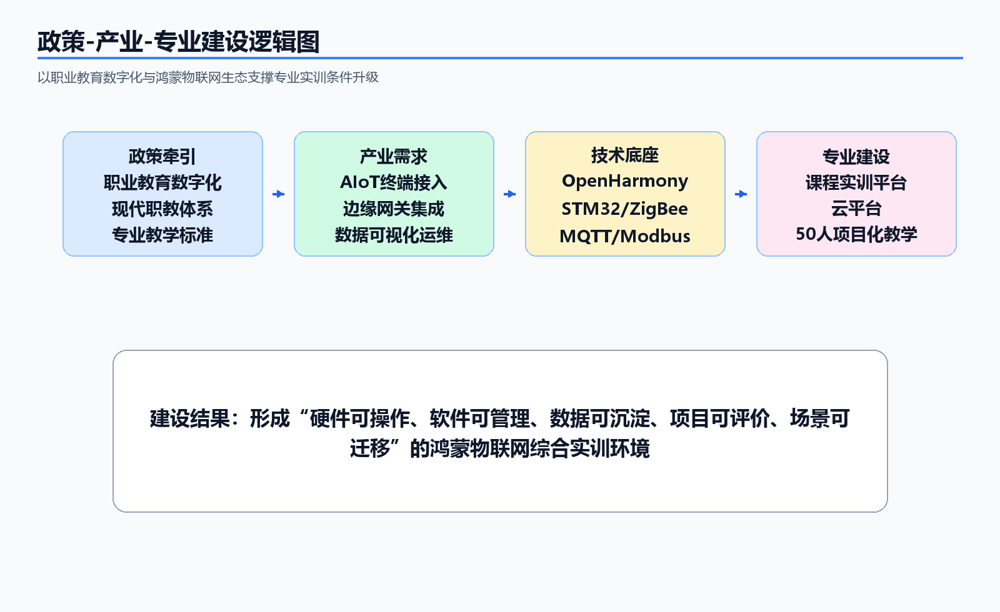 政策-产业-专业建设逻辑图
以职业教育数字化与鸿蒙物联网生态支撑专业实训条件升级
政策牵引
职业教育数字化
现代职教体系
专业教学标准
产业需求
AIoT终端接入
边缘网关集成
数据可视化运维
技术底座
OpenHarmony
STM32/ZigBee
MQTT/Modbus
专业建设
课程实训平台
云平台
50人项目化教学
建设结果：形成“硬件可操作、软件可管理、数据可沉淀、项目可评价、场景可
迁移”的鸿蒙物联网综合实训环境